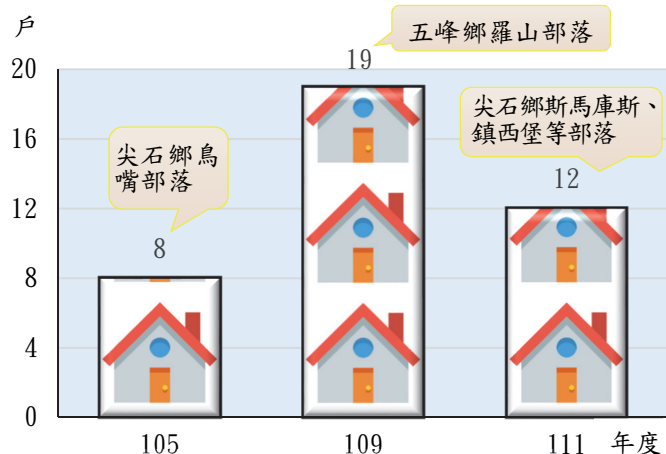 戶
五峰鄉羅山部落
19
20
尖石鄉斯馬庫斯、
鎮西堡等部落
16
尖石鄉鳥
嘴部落
12
12
8
8
4
0
105
109
111
年度